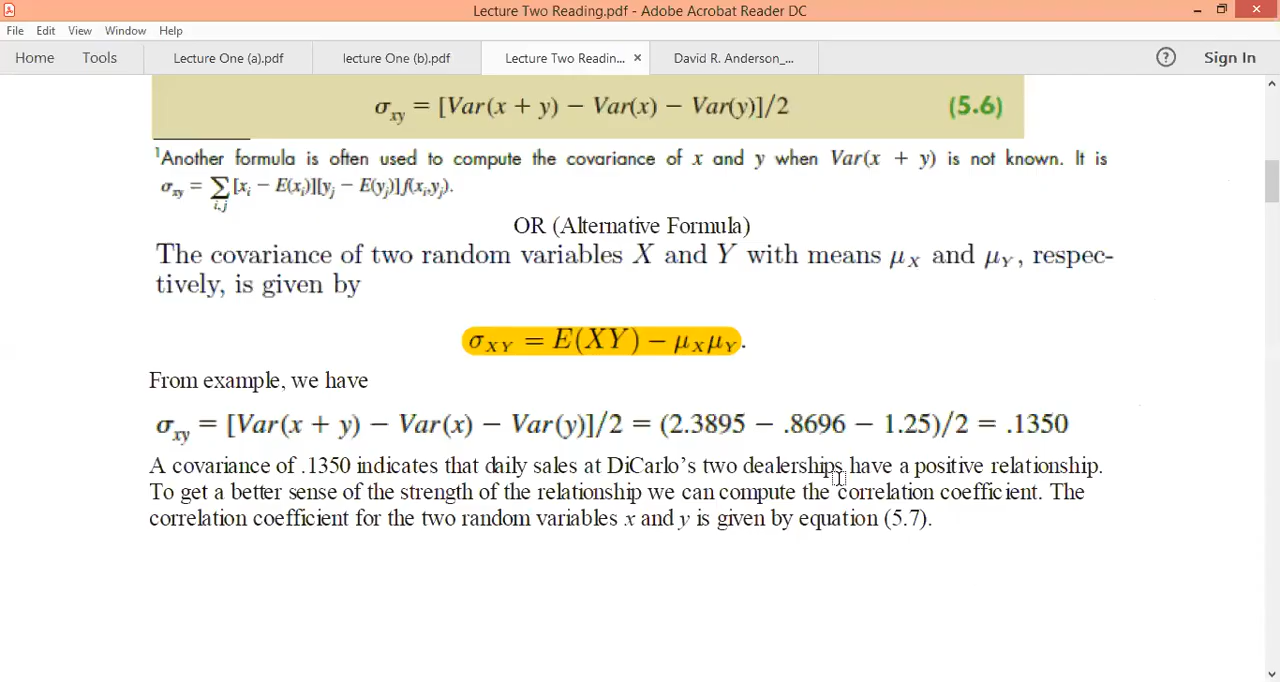 Lecture Two Reading.pdf - Adobe Acrobat Reader DC
File Edit View Window Help
Home Tools Lecture One (a).pdf lecture One (b).pdf Lecture Two Readin... × David R. Anderson_... ? Sign In
σxy = [Var(x + y) − Var(x) − Var(y)]/2 (5.6)
¹Another formula is often used to compute the covariance of x and y when Var(x + y) is not known. It is
σxy = ∑i,j [xi − E(xi)][yj − E(yj)]f(xi,yj).
OR (Alternative Formula)
The covariance of two random variables X and Y with means μX and μY, respec-
tively, is given by
σXY = E(XY) − μXμY.
From example, we have
σxy = [Var(x + y) − Var(x) − Var(y)]/2 = (2.3895 − .8696 − 1.25)/2 = .1350
A covariance of .1350 indicates that daily sales at DiCarlo's two dealerships have a positive relationship.
To get a better sense of the strength of the relationship we can compute the correlation coefficient. The
correlation coefficient for the two random variables x and y is given by equation (5.7).